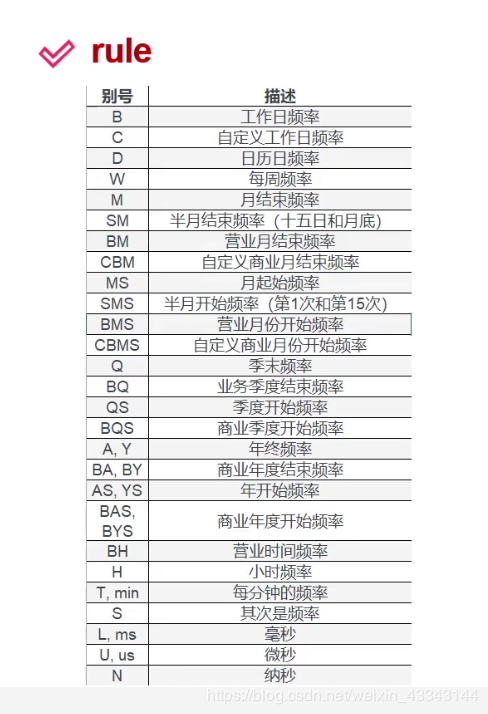 rule
别号 描述
B 工作日频率
C 自定义工作日频率
D 日历日频率
W 每周频率
M 月结束频率
SM 半月结束频率（十五日和月底）
BM 营业月结束频率
CBM 自定义商业月结束频率
MS 月起始频率
SMS 半月开始频率（第1次和第15次）
BMS 营业月份开始频率
CBMS 自定义商业月份开始频率
Q 季末频率
BQ 业务季度结束频率
QS 季度开始频率
BQS 商业季度开始频率
A, Y 年终频率
BA, BY 商业年度结束频率
AS, YS 年开始频率
BAS,
BYS 商业年度开始频率
BH 营业时间频率
H 小时频率
T, min 每分钟的频率
S 其次是频率
L, ms 毫秒
U, us 微秒
N 纳秒
https://blog.csdn.net/weixin_43343144